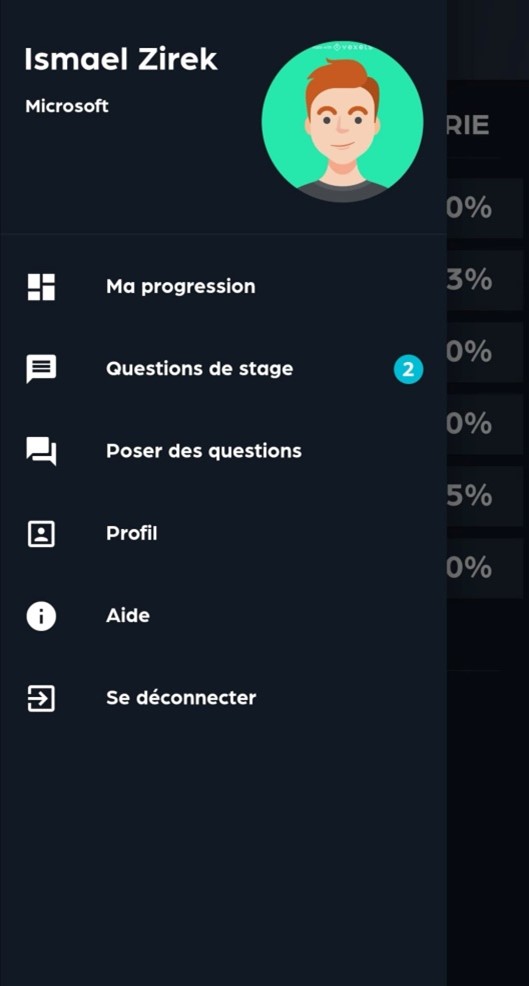 Ismael Zirek
Microsoft
Ma progression
Questions de stage
2
Poser des questions
Profil
Aide
Se déconnecter
RIE
0%
3%
0%
0%
5%
0%